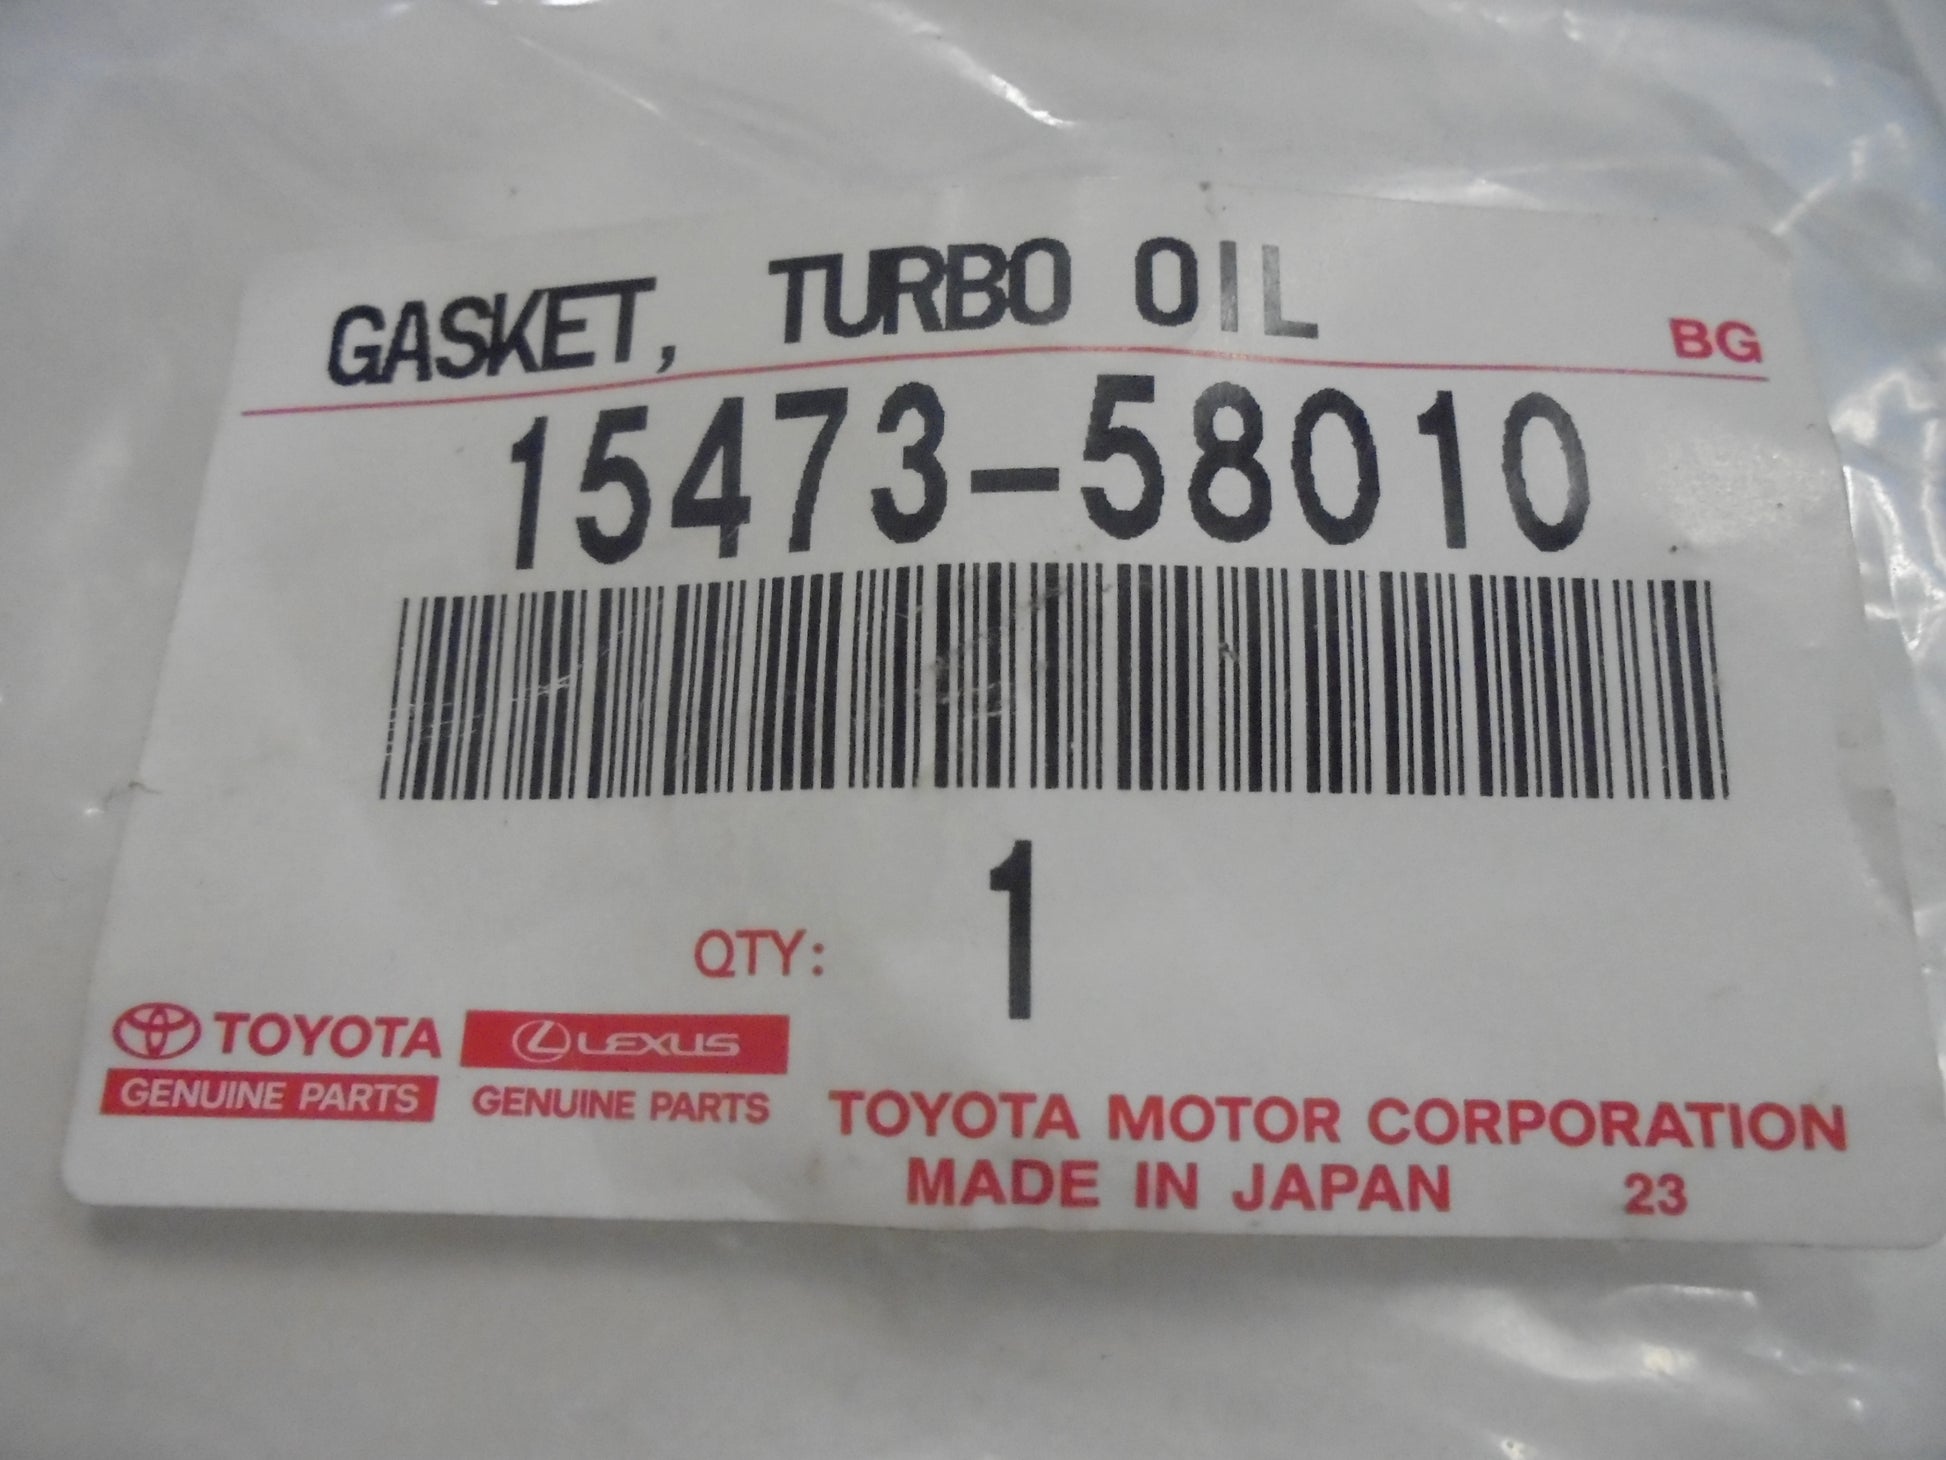 GASKET, TURBO OIL
BG
15473-58010
QTY: 1
TOYOTA
GENUINE PARTS
LEXUS
GENUINE PARTS
TOYOTA MOTOR CORPORATION
MADE IN JAPAN 23